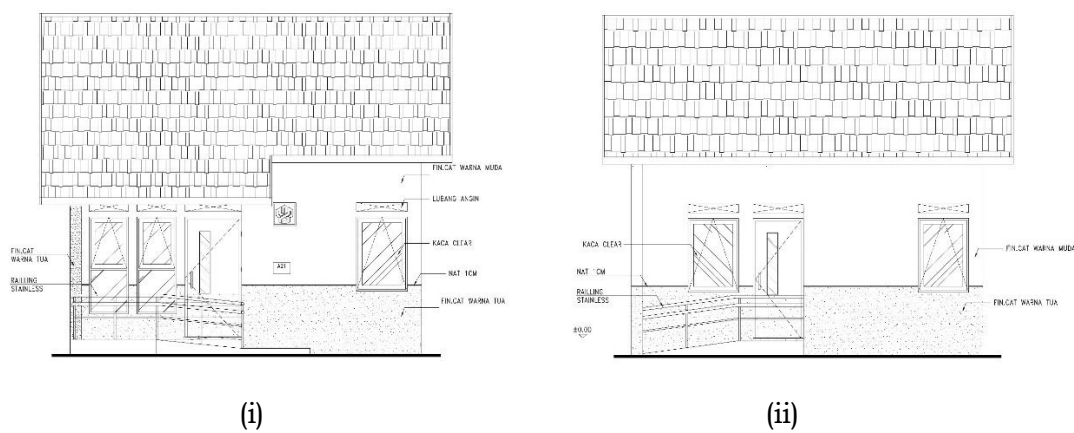 FIN.CAT WARNA MUDA
LUBANG ANGIN
KACA CLEAR
NAT 1CM
FIN.CAT WARNA TUA
FIN.CAT
WARNA TUA
RAILLING
STAINLESS
A21
KACA CLEAR
NAT 1CM
RAILLING
STAINLESS
±0.00
FIN.CAT WARNA MUDA
FIN.CAT WARNA TUA
(i)
(ii)